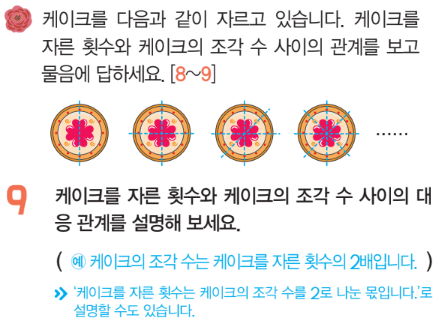 케이크를 다음과 같이 자르고 있습니다. 케이크를
자른 횟수와 케이크의 조각 수 사이의 관계를 보고
물음에 답하세요. [8~9]
……
9 케이크를 자른 횟수와 케이크의 조각 수 사이의 대
응 관계를 설명해 보세요.
( 예 케이크의 조각 수는 케이크를 자른 횟수의 2배입니다. )
≫ '케이크를 자른 횟수는 케이크의 조각 수를 2로 나눈 몫입니다.'로
설명할 수도 있습니다.